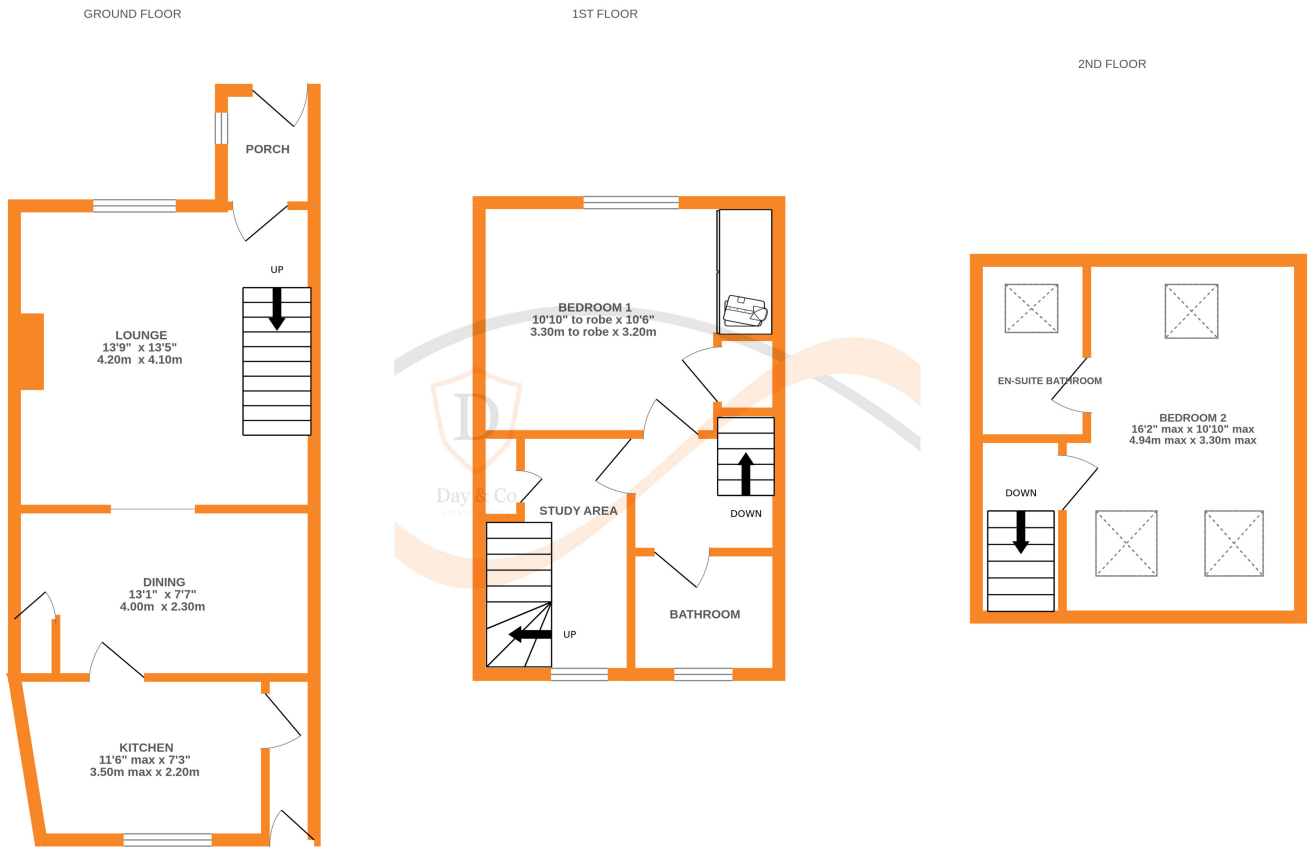 GROUND FLOOR
1ST FLOOR
2ND FLOOR
PORCH
UP
LOUNGE
13'9" x 13'5"
4.20m x 4.10m
DINING
13'1" x 7'7"
4.00m x 2.30m
KITCHEN
11'6" max x 7'3"
3.50m max x 2.20m
BEDROOM 1
10'10" to robe x 10'6"
3.30m to robe x 3.20m
D
Day & Co
STUDY AREA
DOWN
BATHROOM
UP
EN-SUITE BATHROOM
BEDROOM 2
16'2" max x 10'10" max
4.94m max x 3.30m max
DOWN